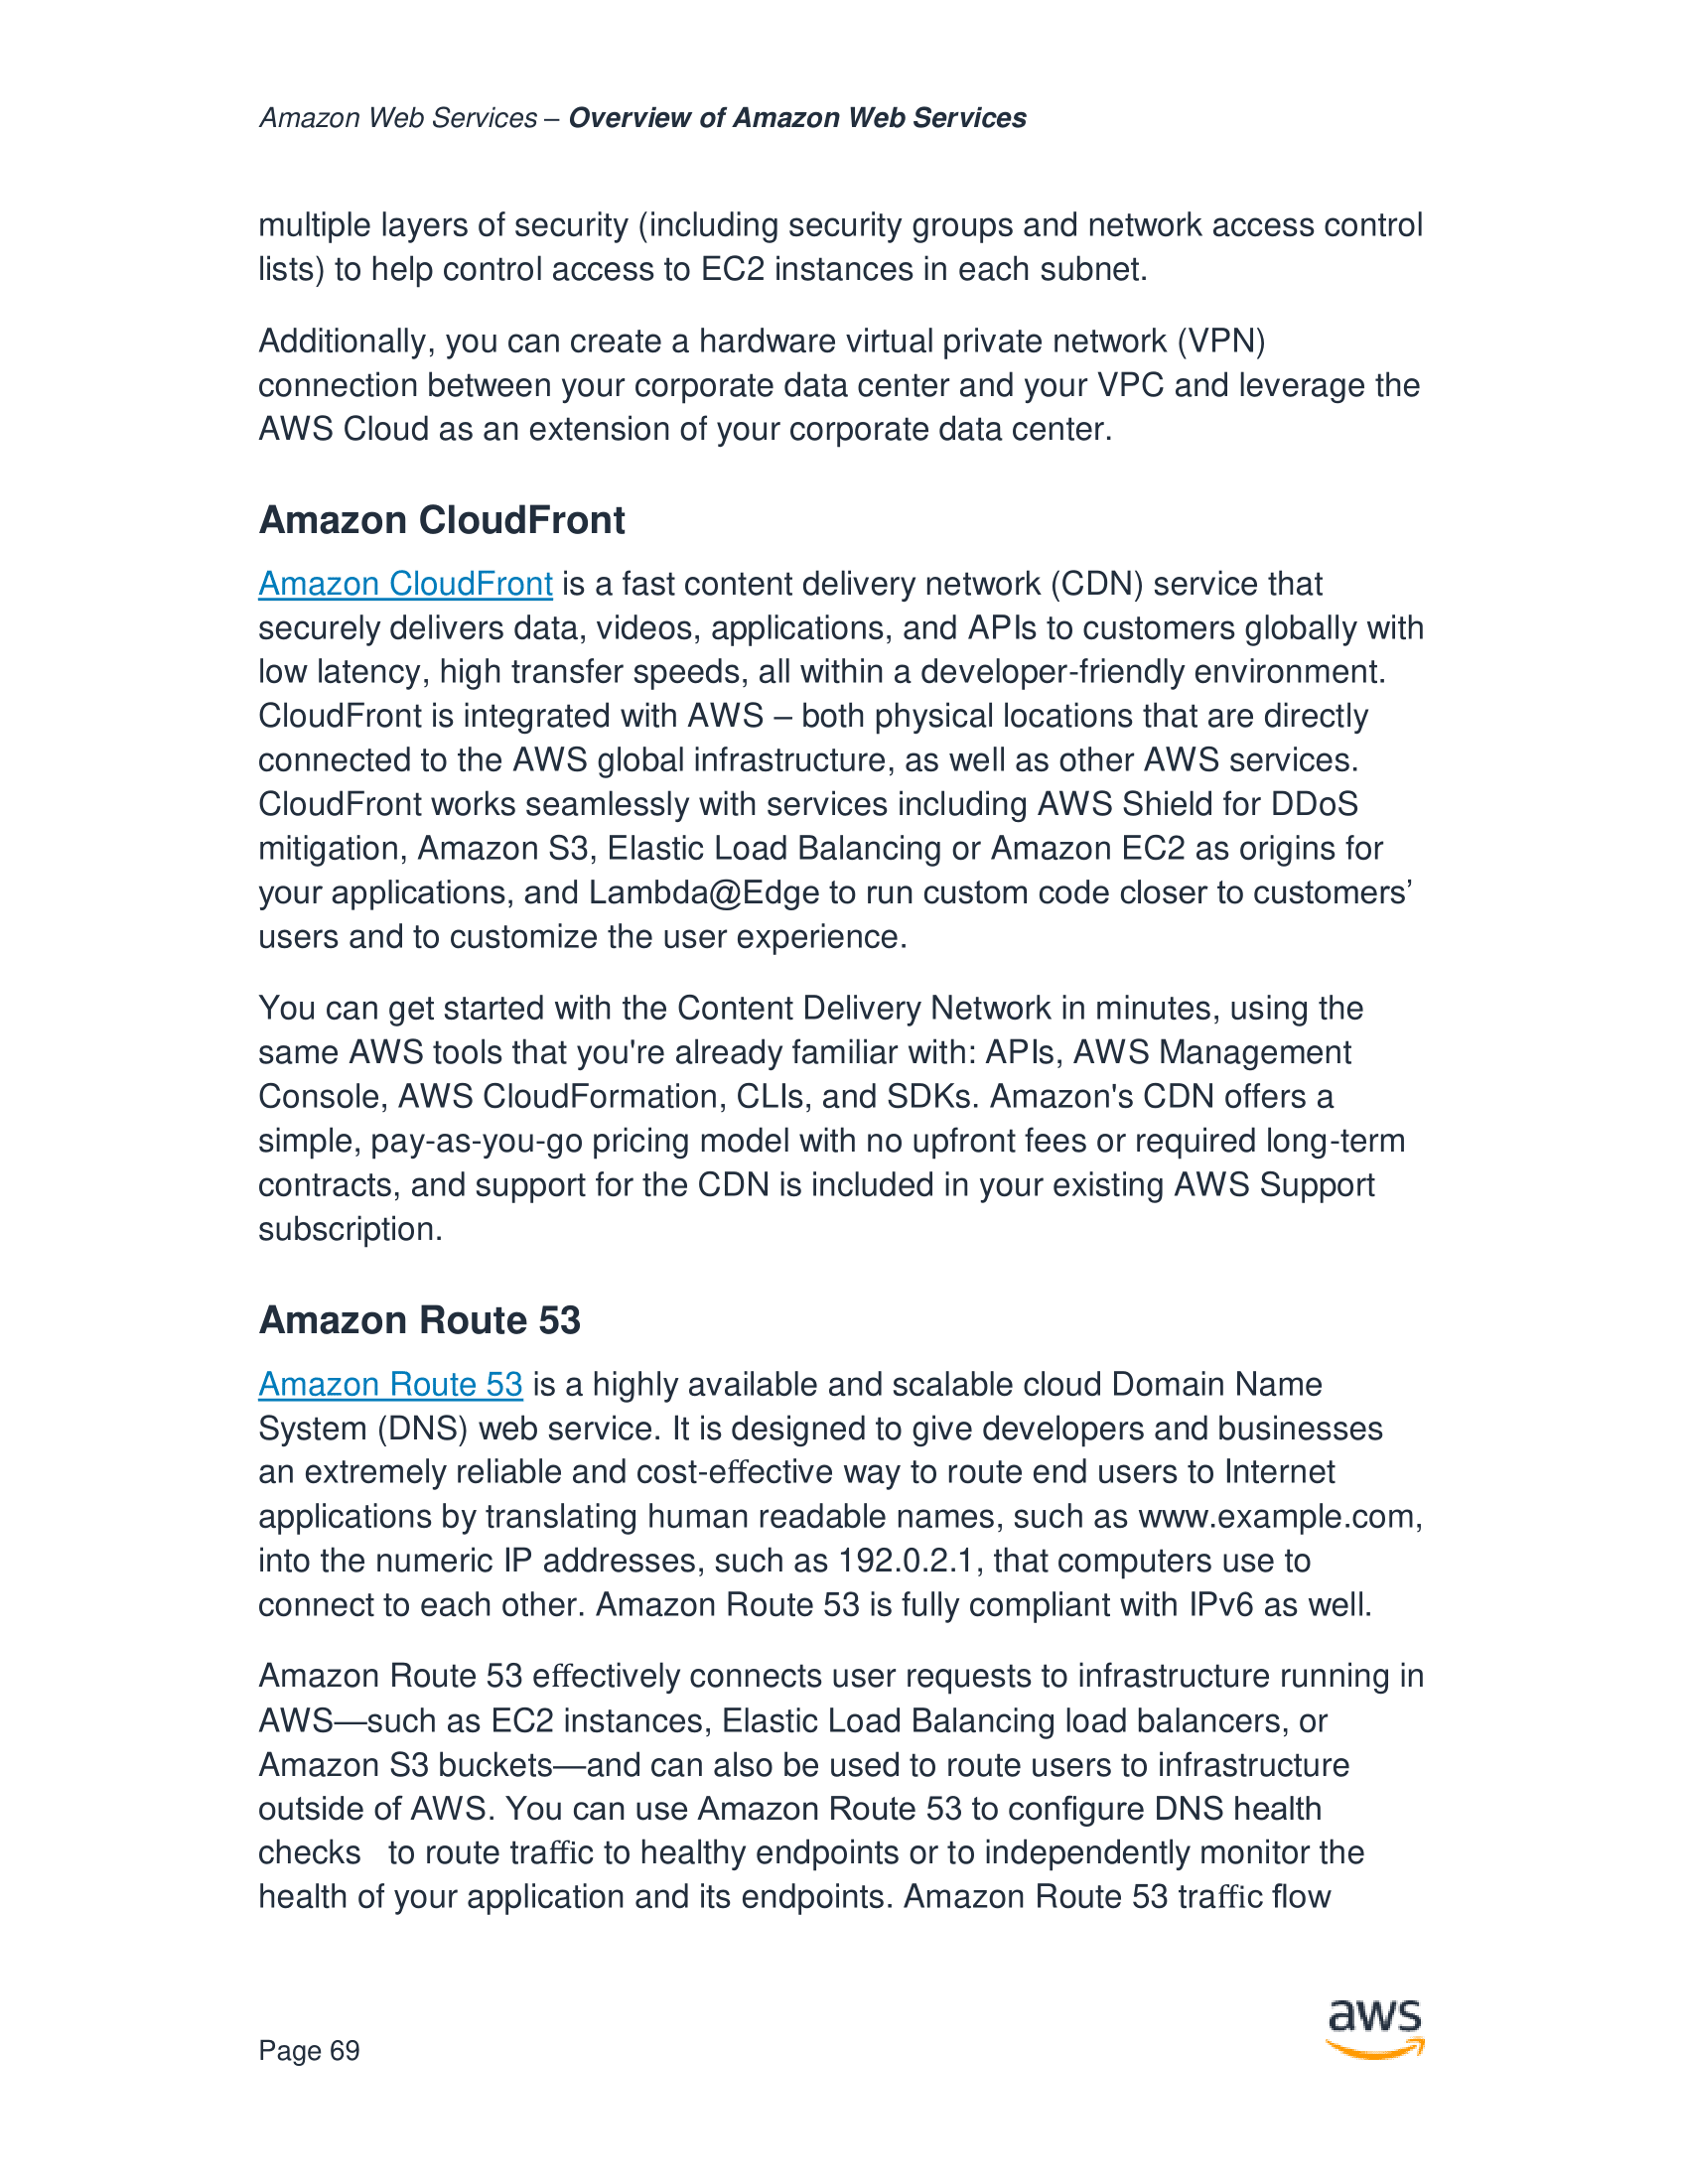 Amazon Web Services – Overview of Amazon Web Services
multiple layers of security (including security groups and network access control
lists) to help control access to EC2 instances in each subnet.
Additionally, you can create a hardware virtual private network (VPN)
connection between your corporate data center and your VPC and leverage the
AWS Cloud as an extension of your corporate data center.
Amazon CloudFront
Amazon CloudFront is a fast content delivery network (CDN) service that
securely delivers data, videos, applications, and APIs to customers globally with
low latency, high transfer speeds, all within a developer-friendly environment.
CloudFront is integrated with AWS – both physical locations that are directly
connected to the AWS global infrastructure, as well as other AWS services.
CloudFront works seamlessly with services including AWS Shield for DDoS
mitigation, Amazon S3, Elastic Load Balancing or Amazon EC2 as origins for
your applications, and Lambda@Edge to run custom code closer to customers’
users and to customize the user experience.
You can get started with the Content Delivery Network in minutes, using the
same AWS tools that you're already familiar with: APIs, AWS Management
Console, AWS CloudFormation, CLIs, and SDKs. Amazon's CDN offers a
simple, pay-as-you-go pricing model with no upfront fees or required long-term
contracts, and support for the CDN is included in your existing AWS Support
subscription.
Amazon Route 53
Amazon Route 53 is a highly available and scalable cloud Domain Name
System (DNS) web service. It is designed to give developers and businesses
an extremely reliable and cost-effective way to route end users to Internet
applications by translating human readable names, such as www.example.com,
into the numeric IP addresses, such as 192.0.2.1, that computers use to
connect to each other. Amazon Route 53 is fully compliant with IPv6 as well.
Amazon Route 53 effectively connects user requests to infrastructure running in
AWS—such as EC2 instances, Elastic Load Balancing load balancers, or
Amazon S3 buckets—and can also be used to route users to infrastructure
outside of AWS. You can use Amazon Route 53 to configure DNS health
checks   to route traffic to healthy endpoints or to independently monitor the
health of your application and its endpoints. Amazon Route 53 traffic flow
aws
Page 69